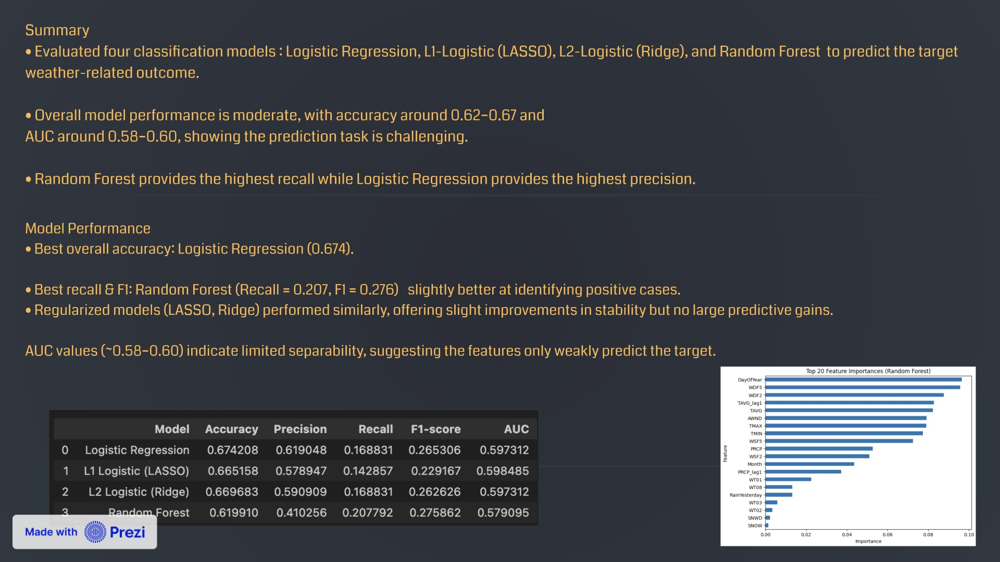 Summary
• Evaluated four classification models : Logistic Regression, L1-Logistic (LASSO), L2-Logistic (Ridge), and Random Forest  to predict the target
weather-related outcome.
• Overall model performance is moderate, with accuracy around 0.62–0.67 and
AUC around 0.58–0.60, showing the prediction task is challenging.
• Random Forest provides the highest recall while Logistic Regression provides the highest precision.
Model Performance
• Best overall accuracy: Logistic Regression (0.674).
• Best recall & F1: Random Forest (Recall = 0.207, F1 = 0.276)   slightly better at identifying positive cases.
• Regularized models (LASSO, Ridge) performed similarly, offering slight improvements in stability but no large predictive gains.
AUC values (~0.58–0.60) indicate limited separability, suggesting the features only weakly predict the target.
Model Accuracy Precision Recall F1-score AUC
0 Logistic Regression 0.674208 0.619048 0.168831 0.265306 0.597312
1 L1 Logistic (LASSO) 0.665158 0.578947 0.142857 0.229167 0.598485
2 L2 Logistic (Ridge) 0.669683 0.590909 0.168831 0.262626 0.597312
3 Random Forest 0.619910 0.410256 0.207792 0.275862 0.579095
Made with Prezi
Top 20 Feature Importances (Random Forest)
Feature
DayOfYear
WDF5
WDF2
TAVG_lag1
TAVG
AWND
TMAX
TMIN
WSF5
PRCP
WSF2
Month
PRCP_lag1
WT01
WT08
RainYesterday
WT03
WT02
SNWD
SNOW
0.00 0.02 0.04 0.06 0.08 0.10
Importance